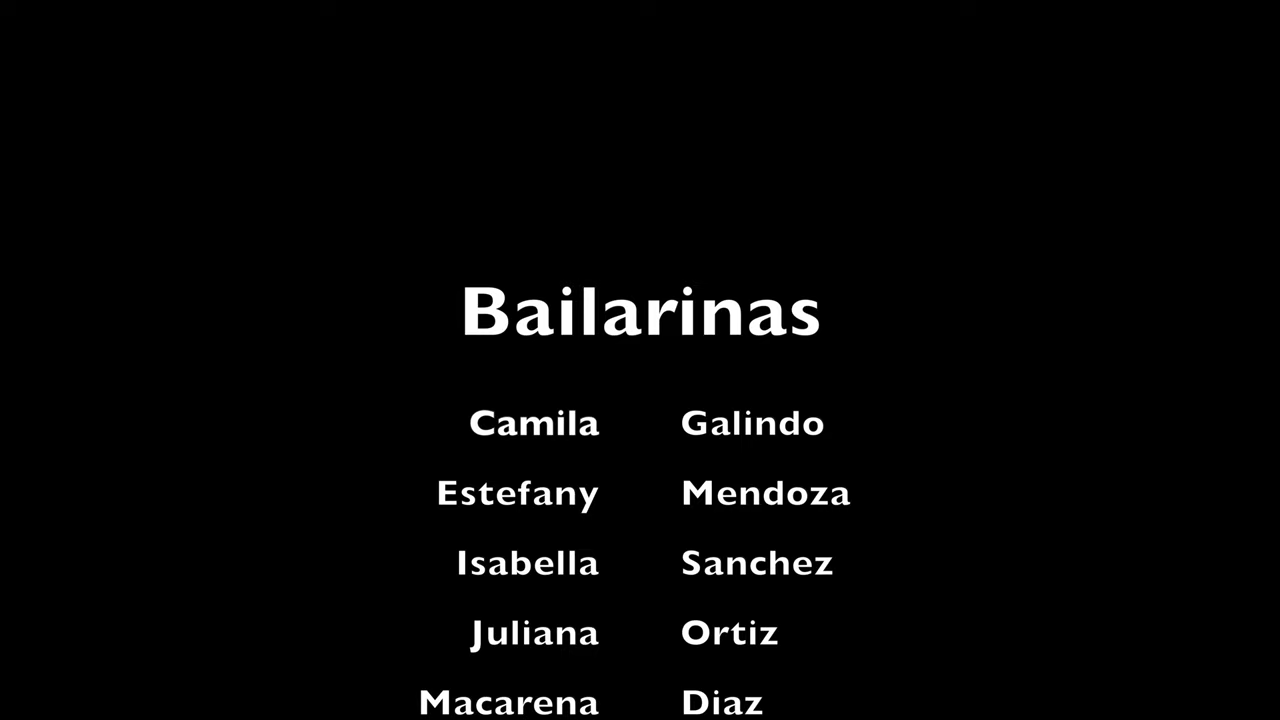 Bailarinas
Camila Galindo
Estefany Mendoza
Isabella Sanchez
Juliana Ortiz
Macarena Diaz